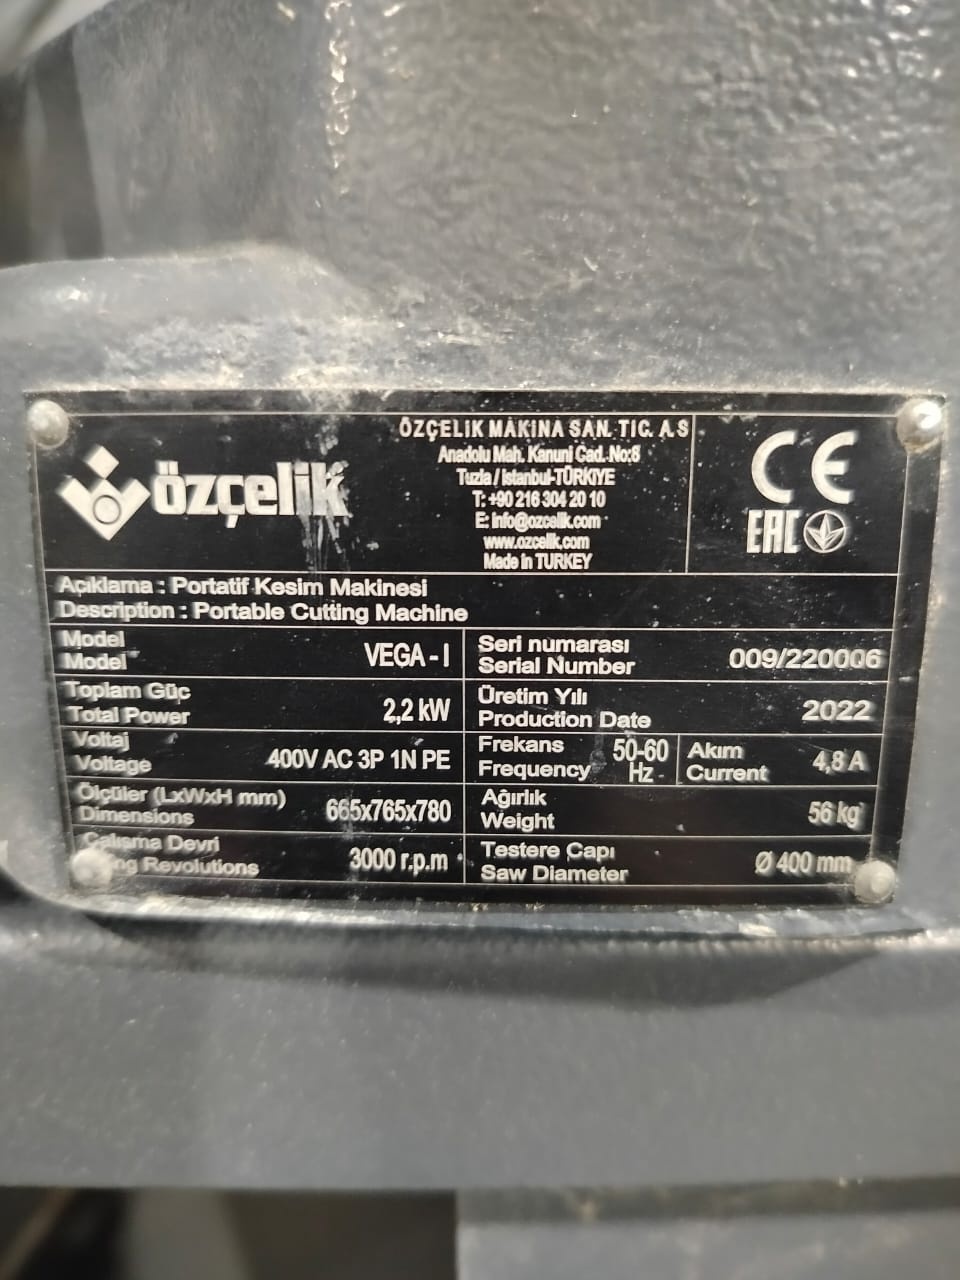 özçelik
ÖZÇELİK MAKİNA SAN. TİC. A.S
Anadolu Mah. Kanuni Cad. No:8
Tuzla / Istanbul-TÜRKIYE
T: +90 216 304 20 10
E: info@ozcelik.com
www.ozcelik.com
Made in TURKEY
CE
EAC
Açıklama : Portatif Kesim Makinesi
Description : Portable Cutting Machine
Model
Model
VEGA - I
Seri numarası
Serial Number
009/220006
Toplam Güç
Total Power
2,2 kW
Üretim Yılı
Production Date
2022
Voltaj
Voltage
400V AC 3P 1N PE
Frekans
Frequency
50-60
Hz
Akım
Current
4,8 A
Ölçüler (LxWxH mm)
Dimensions
665x765x780
Ağırlık
Weight
56 kg
Çalışma Devri
Revolutions
3000 r.p.m
Testere Çapı
Saw Diameter
Ø 400 mm